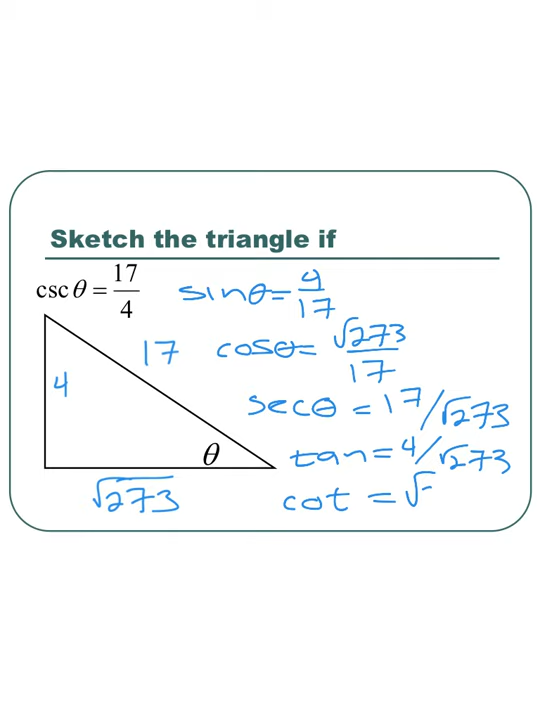 Sketch the triangle if
csc θ = 17/4
sinθ = 4/17
4
17
cosθ = √273/17
secθ = 17/√273
θ
tan = 4/√273
√273
cot = √